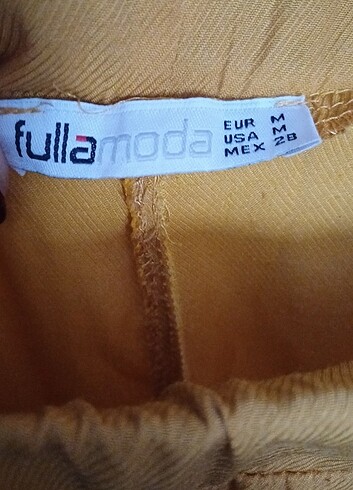 fullamoda
EUR M
USA M
MEX 28